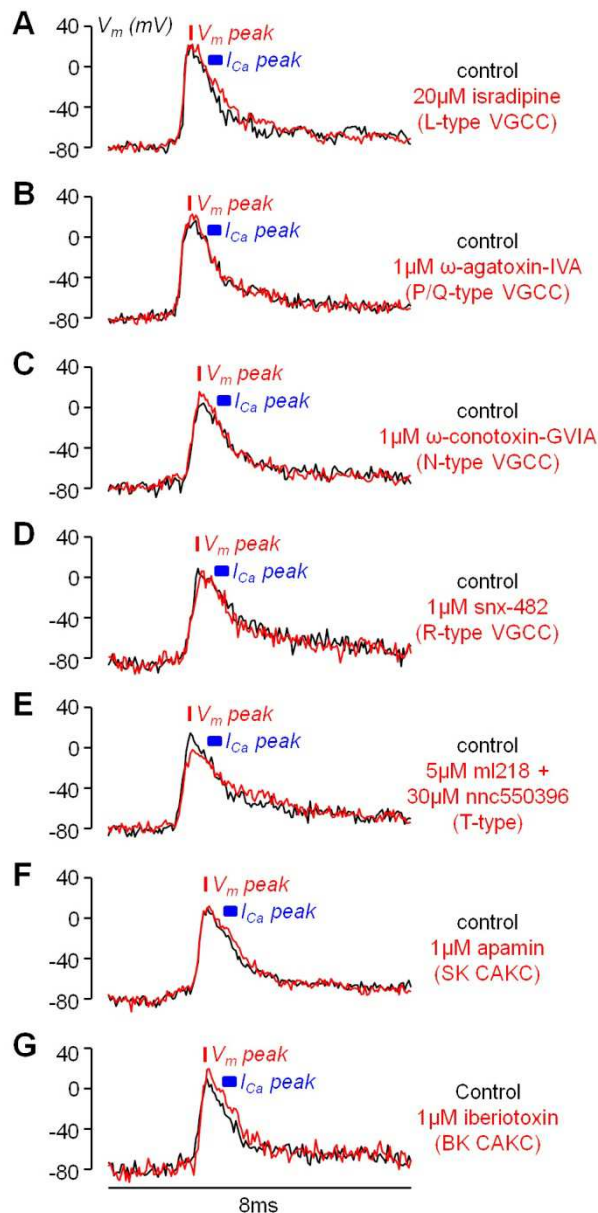 A
V_m (mV)
V_m peak
I_Ca peak
40
0
-40
-80
control
20µM isradipine
(L-type VGCC)
B
V_m peak
I_Ca peak
40
0
-40
-80
control
1µM ω-agatoxin-IVA
(P/Q-type VGCC)
C
V_m peak
I_Ca peak
40
0
-40
-80
control
1µM ω-conotoxin-GVIA
(N-type VGCC)
D
V_m peak
I_Ca peak
40
0
-40
-80
control
1µM snx-482
(R-type VGCC)
E
V_m peak
I_Ca peak
40
0
-40
-80
control
5µM ml218 +
30µM nnc550396
(T-type)
F
V_m peak
I_Ca peak
40
0
-40
-80
control
1µM apamin
(SK CAKC)
G
V_m peak
I_Ca peak
40
0
-40
-80
Control
1µM iberiotoxin
(BK CAKC)
8ms